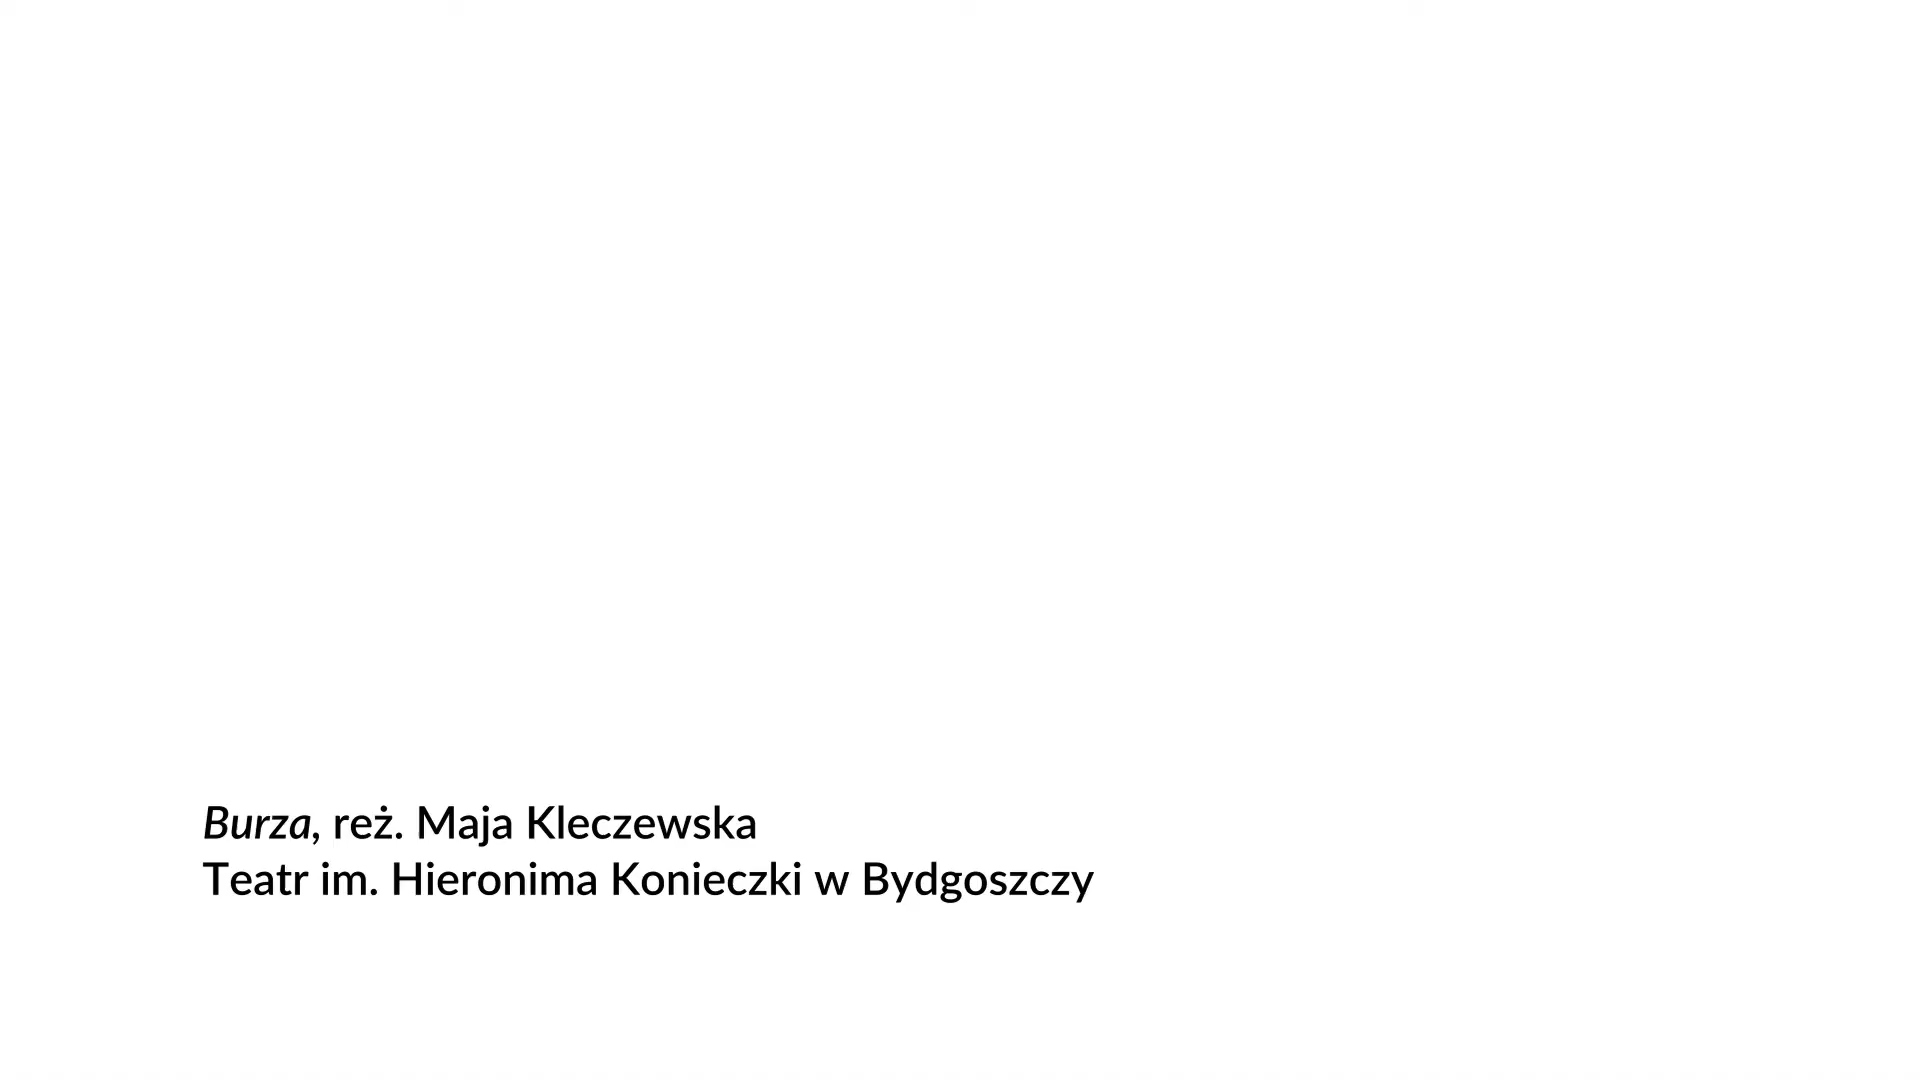 Burza, reż. Maja Kleczewska
Teatr im. Hieronima Konieczki w Bydgoszczy